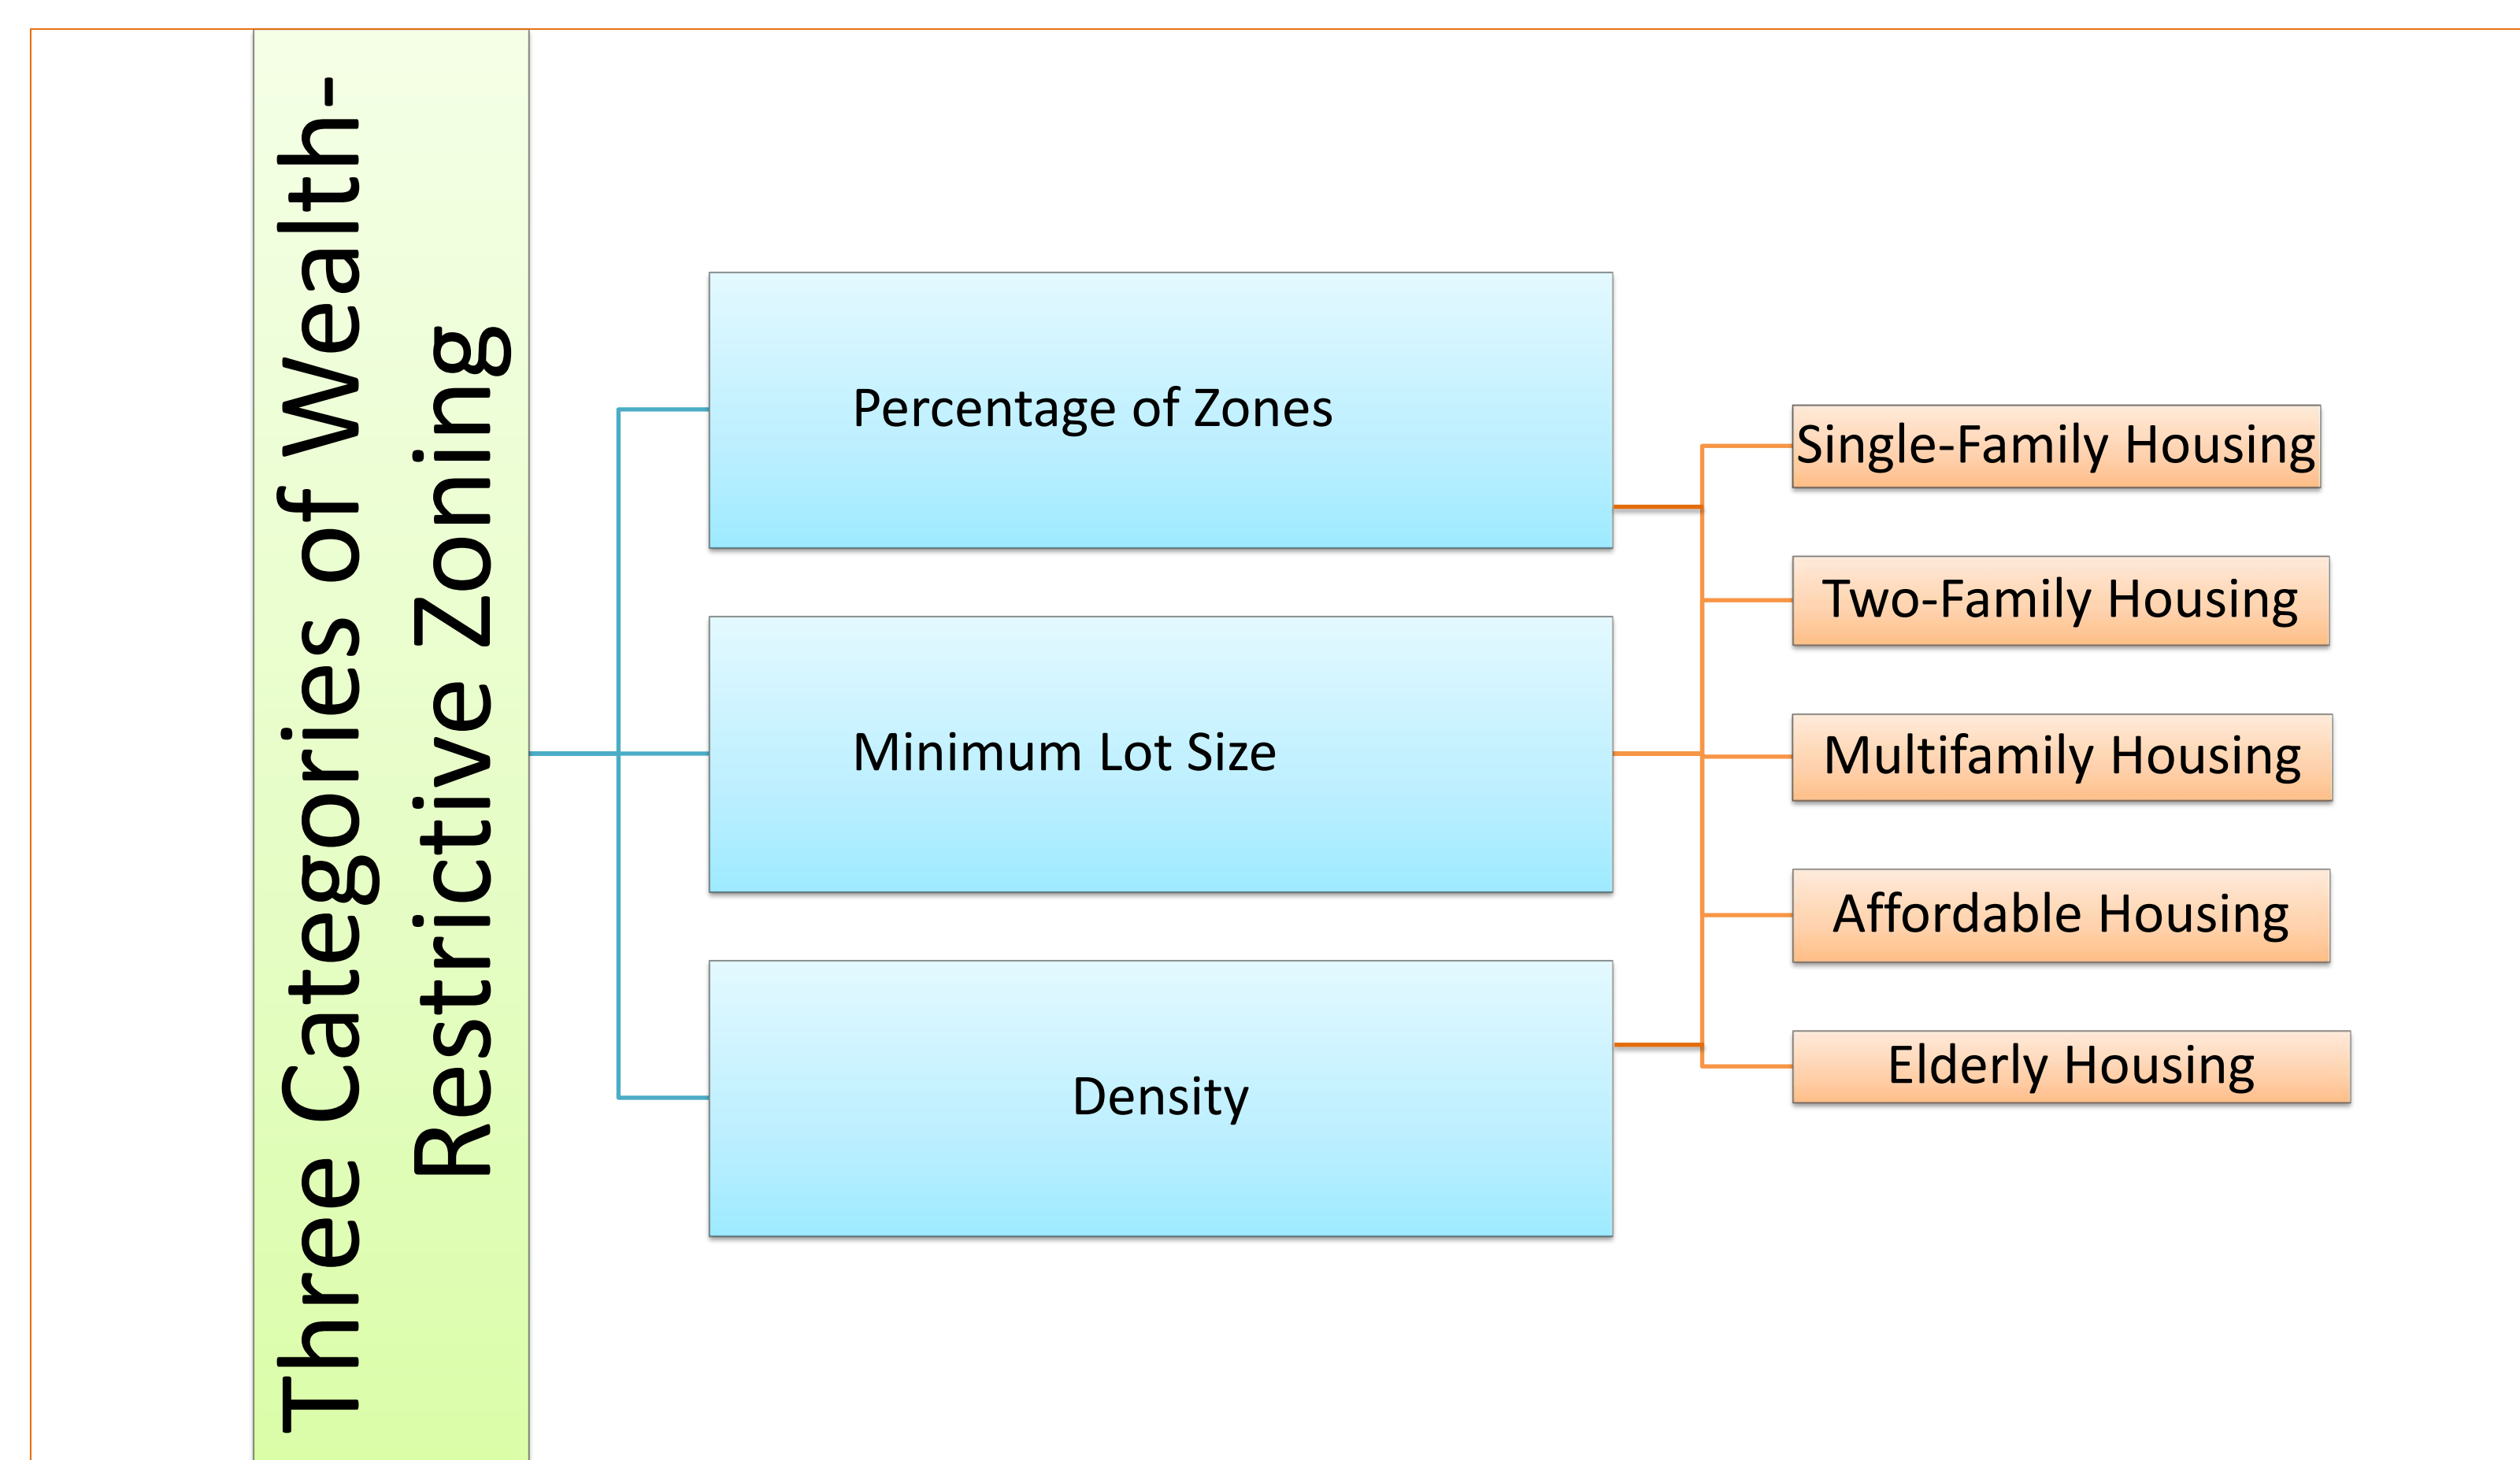 Three Categories of Wealth-
Restrictive Zoning
Percentage of Zones
Minimum Lot Size
Density
Single-Family Housing
Two-Family Housing
Multifamily Housing
Affordable Housing
Elderly Housing